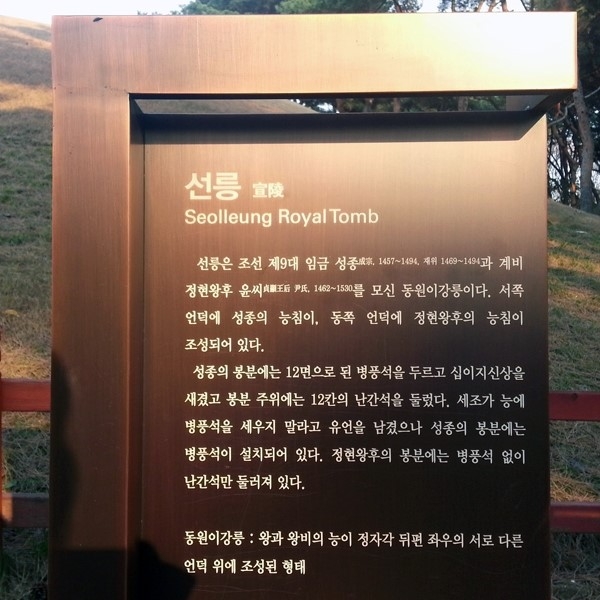 선릉 宣陵
Seolleung Royal Tomb
선릉은 조선 제9대 임금 성종成宗, 1457~1494, 재위 1469~1494과 계비
정현왕후 윤씨貞顯王后 尹氏, 1462~1530를 모신 동원이강릉이다. 서쪽
언덕에 성종의 능침이, 동쪽 언덕에 정현왕후의 능침이
조성되어 있다.
성종의 봉분에는 12면으로 된 병풍석을 두르고 십이지신상을
새겼고 봉분 주위에는 12칸의 난간석을 둘렀다. 세조가 능에
병풍석을 세우지 말라고 유언을 남겼으나 성종의 봉분에는
병풍석이 설치되어 있다. 정현왕후의 봉분에는 병풍석 없이
난간석만 둘러져 있다.
동원이강릉 : 왕과 왕비의 능이 정자각 뒤편 좌우의 서로 다른
언덕 위에 조성된 형태